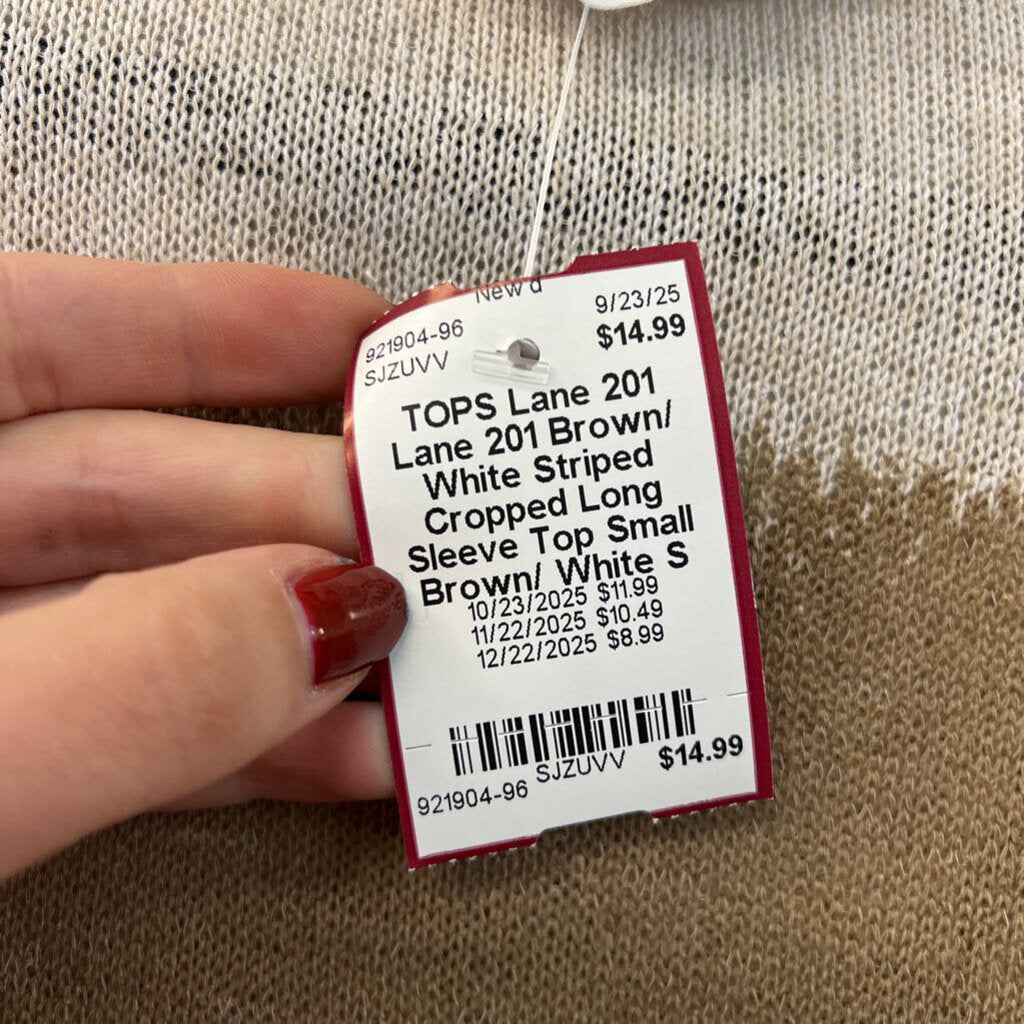 New d
9/23/25
921904-96
$14.99
SJZUVV
TOPS Lane 201
Lane 201 Brown/
White Striped
Cropped Long
Sleeve Top Small
Brown/ White S
10/23/2025 $11.99
11/22/2025 $10.49
12/22/2025 $8.99
SJZUVV
$14.99
921904-96